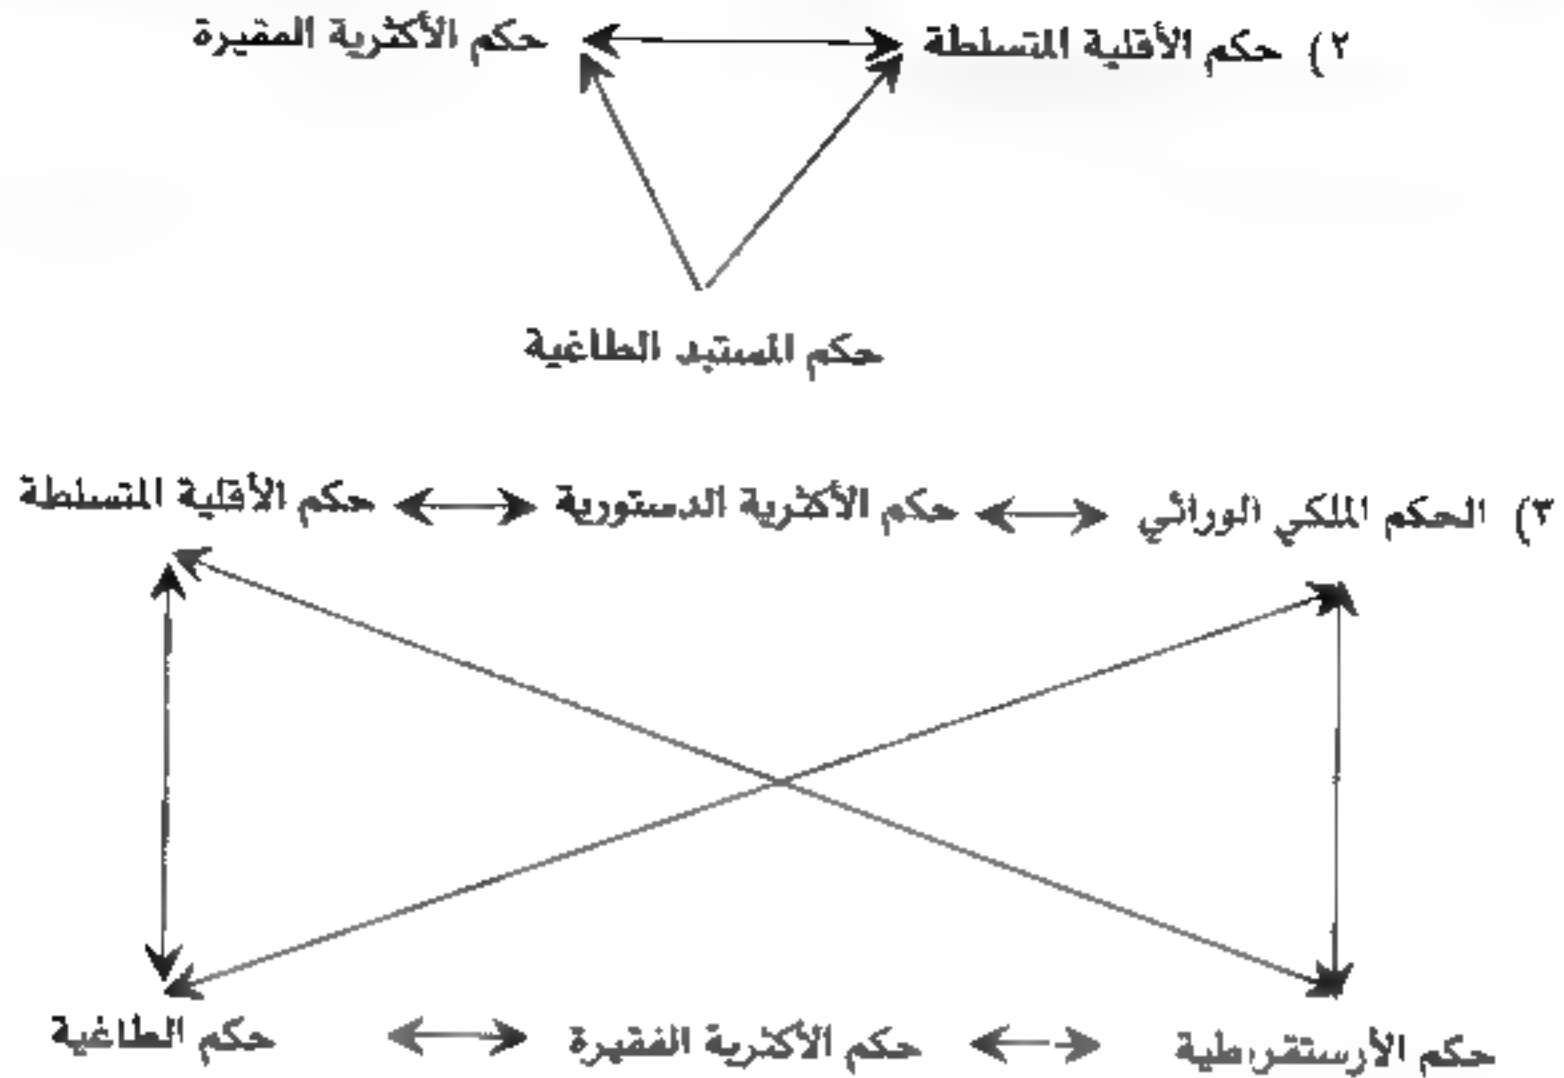 ٢) حكم الأقلية المتسلطة حكم الأكثرية الفقيرة
حكم المستبد الطاغية
٣) الحكم الملكي الوراثي حكم الأكثرية الدستورية حكم الأقلية المتسلطة
حكم الأرستقراطية حكم الأكثرية الفقيرة حكم الطاغية